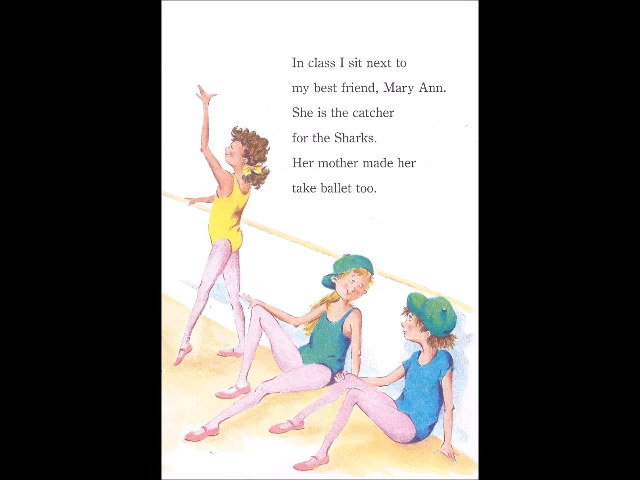 In class I sit next to
my best friend, Mary Ann.
She is the catcher
for the Sharks.
Her mother made her
take ballet too.